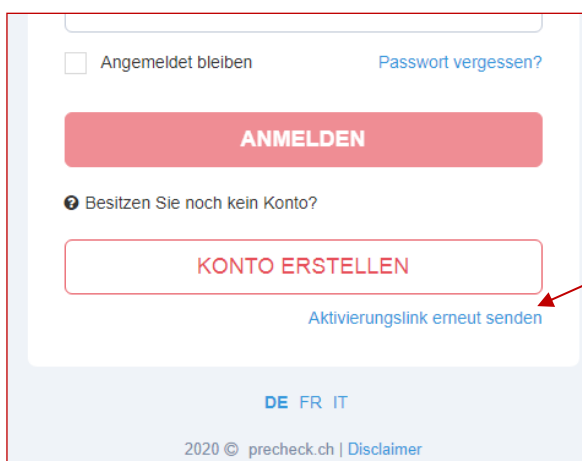 Angemeldet bleiben Passwort vergessen?
ANMELDEN
Besitzen Sie noch kein Konto?
KONTO ERSTELLEN
Aktivierungslink erneut senden
DE FR IT
2020 © precheck.ch | Disclaimer